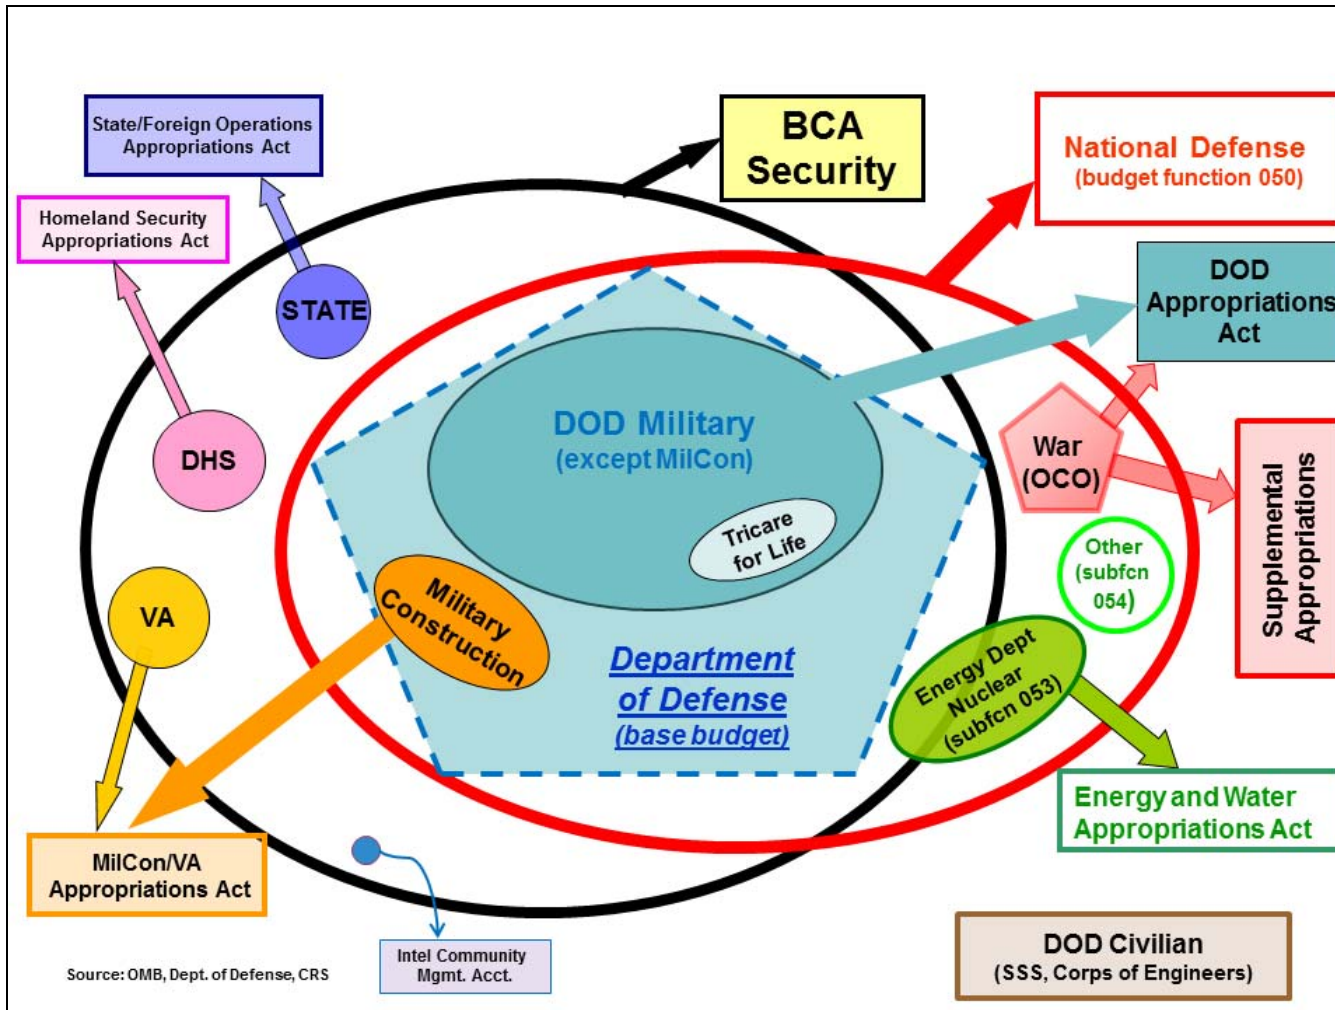 State/Foreign Operations
Appropriations Act
BCA
Security
National Defense
(budget function 050)
Homeland Security
Appropriations Act
STATE
DOD
Appropriations
Act
DOD Military
(except MilCon)
War
(OCO)
DHS
Tricare
for Life
Supplemental
Appropriations
Other
(subfcn
054)
VA
Military
Construction
Department
of Defense
(base budget)
Energy Dept
Nuclear
(subfcn 053)
Energy and Water
Appropriations Act
MilCon/VA
Appropriations Act
Intel Community
Mgmt. Acct.
DOD Civilian
(SSS, Corps of Engineers)
Source: OMB, Dept. of Defense, CRS